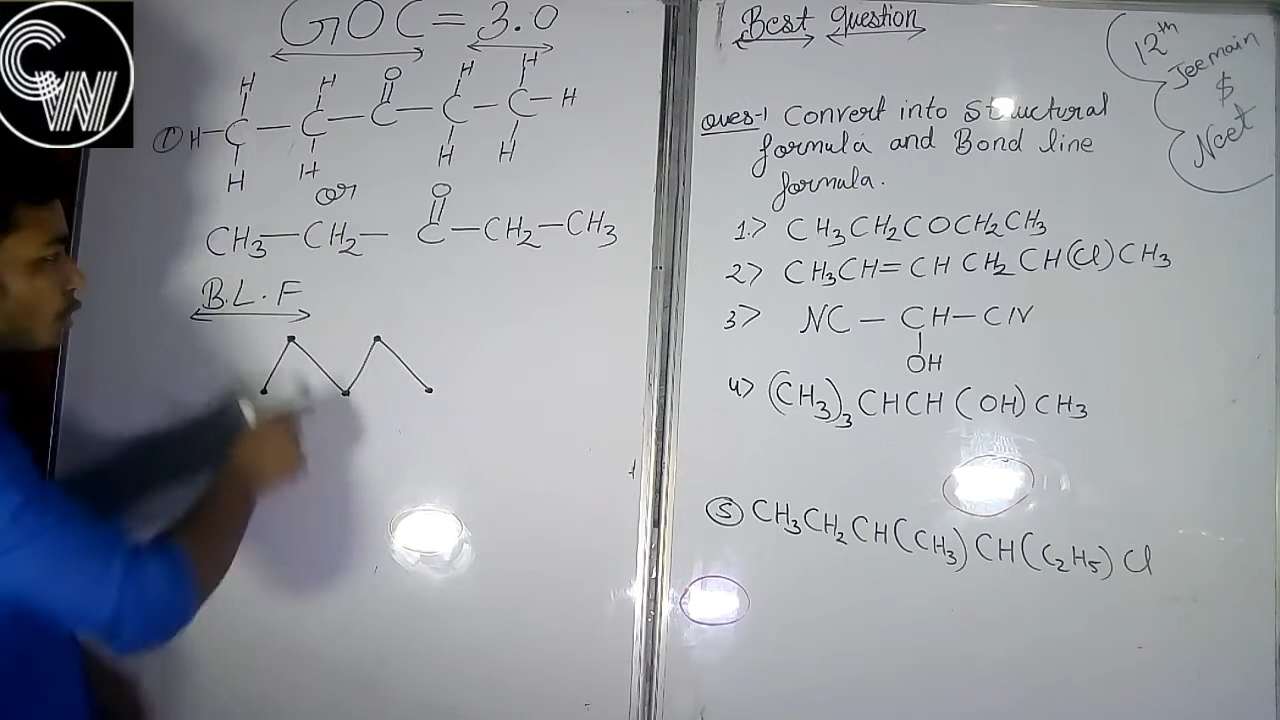 GOC = 3.0
H H O H H
① H-C-C-C-C-C-H
H H H H
or
O
CH3-CH2-C-CH2-CH3
B.L.F
Best Question
12th
Jee main
$
Neet
Ques-1 Convert into Structural
formula and Bond line
formula.
1.> CH3CH2COCH2CH3
2> CH3CH=CHCH2CH(Cl)CH3
3> NC-CH-CN
OH
4> (CH3)3CHCH(OH)CH3
⑤ CH3CH2CH(CH3)CH(C2H5)Cl
CWN